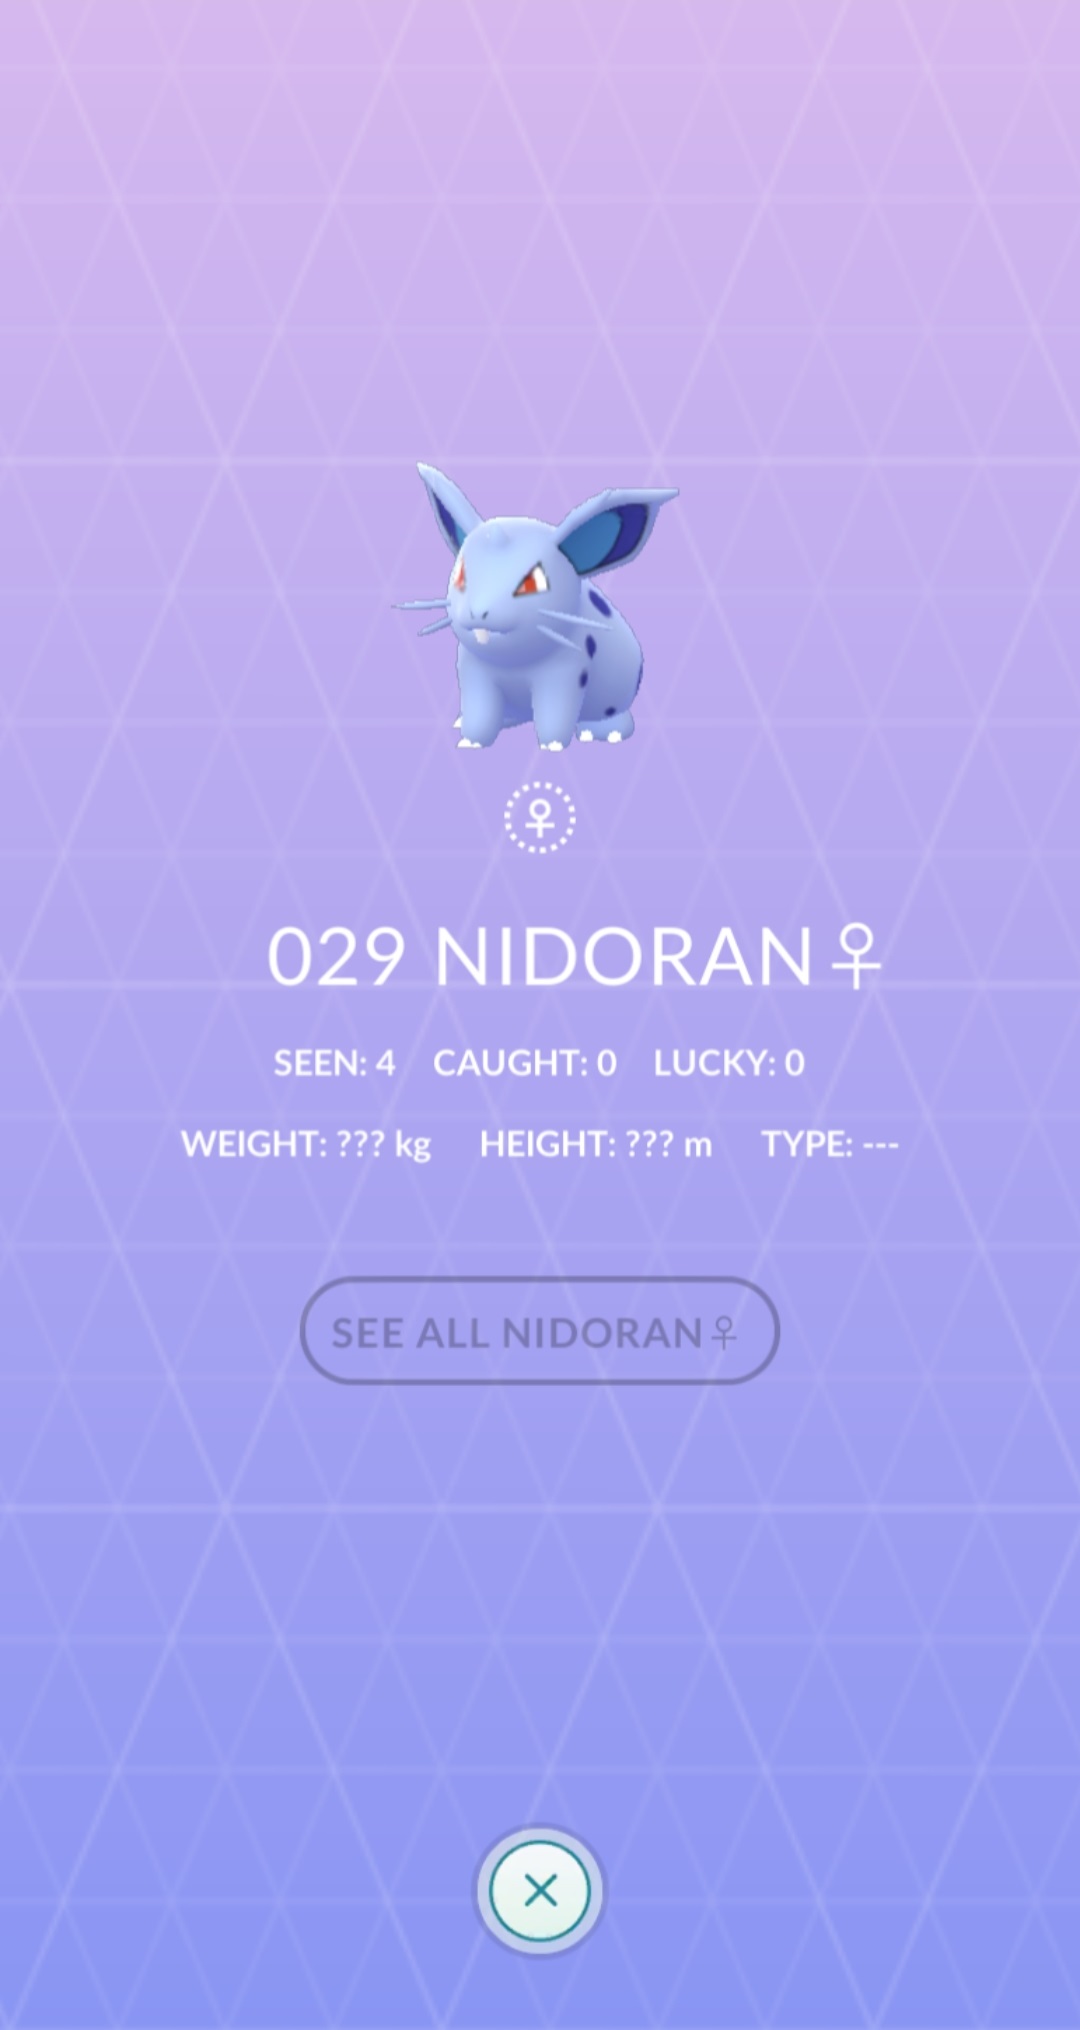 029 NIDORAN♀
SEEN: 4 CAUGHT: 0 LUCKY: 0
WEIGHT: ??? kg HEIGHT: ??? m TYPE: ---
SEE ALL NIDORAN♀